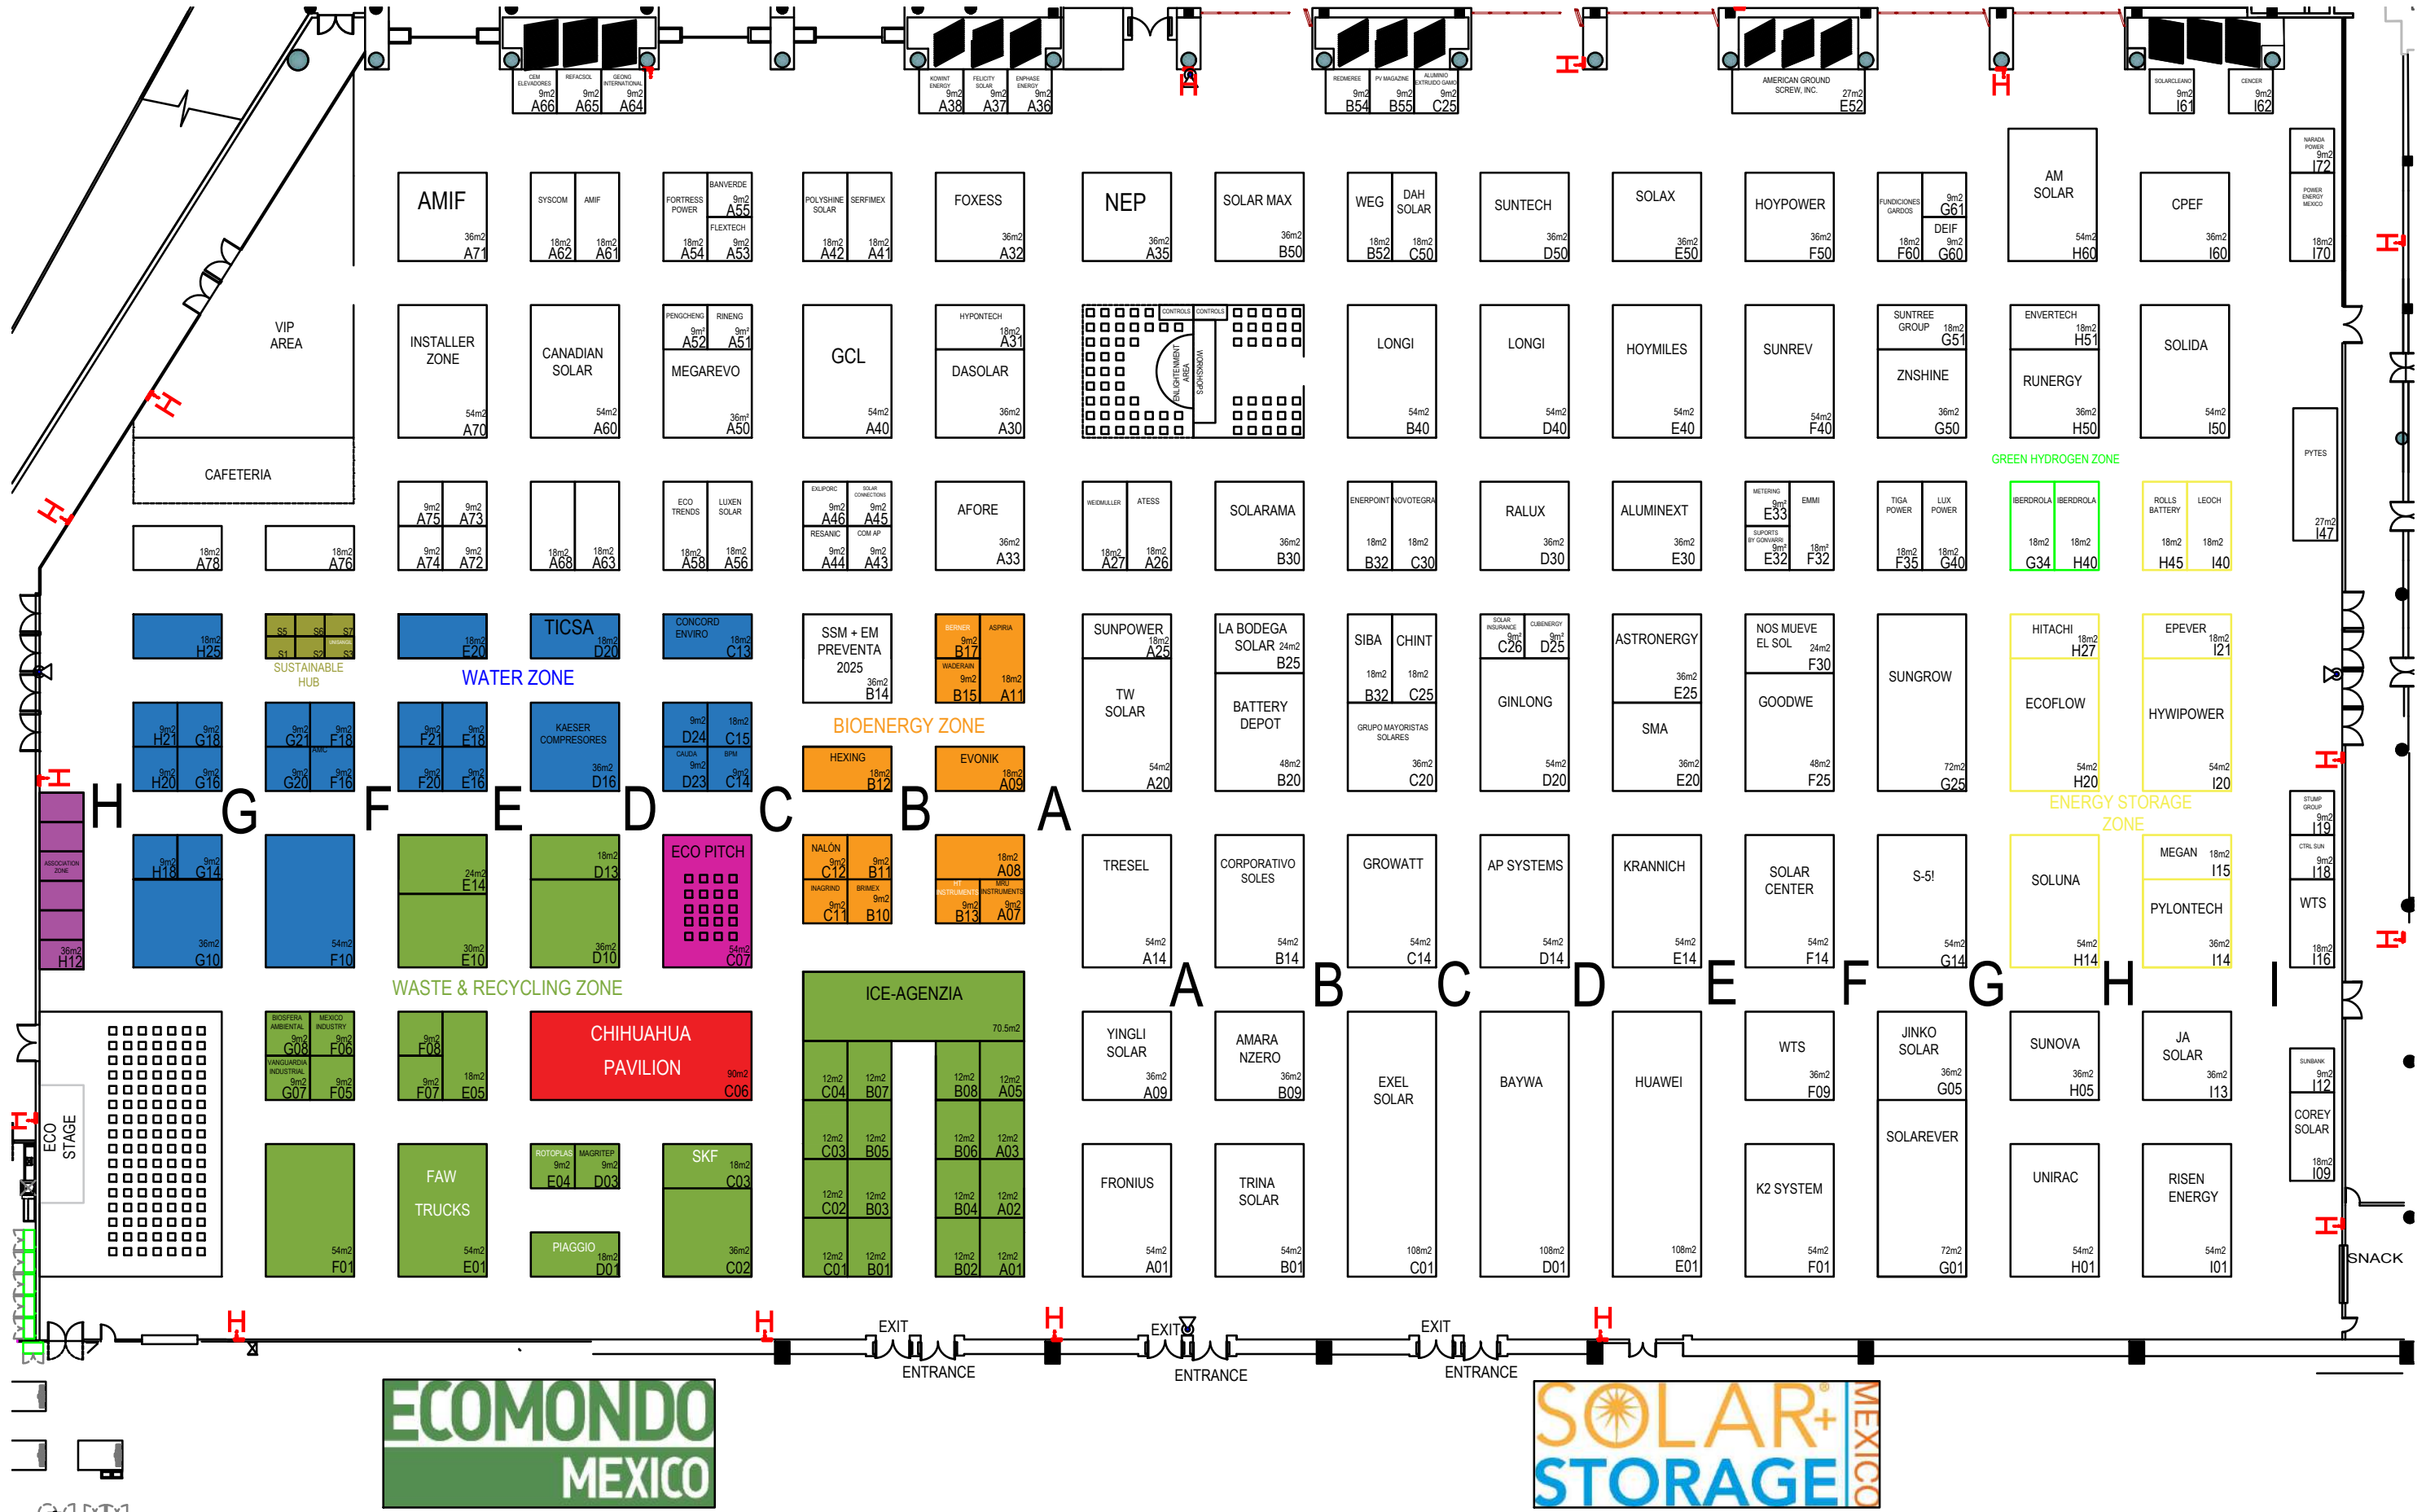 CEM
ELEVADORES
9m2
A66
REFACSOL
9m2
A65
GEONG
INTERNATIONAL
9m2
A64
KOWINT
ENERGY
9m2
A38
FELICITY
SOLAR
9m2
A37
ENPHASE
ENERGY
9m2
A36
H
REDMEREE
9m2
B54
PV MAGAZINE
9m2
B55
ALUMINIO
EXTRUIDO GAMO
9m2
C25
H
AMERICAN GROUND
SCREW, INC.
27m2
E52
H
SOLARCLEANO
9m2
I61
CENCER
9m2
I62
NARADA
POWER
9m2
I72
POWER
ENERGY
MEXICO
18m2
I70
H
AMIF
36m2
A71
SYSCOM
18m2
A62
AMIF
18m2
A61
FORTRESS
POWER
18m2
A54
BANVERDE
9m2
A55
FLEXTECH
9m2
A53
POLYSHINE
SOLAR
18m2
A42
SERFIMEX
18m2
A41
FOXESS
36m2
A32
NEP
36m2
A35
SOLAR MAX
36m2
B50
WEG
18m2
B52
DAH
SOLAR
18m2
C50
SUNTECH
36m2
D50
SOLAX
36m2
E50
HOYPOWER
36m2
F50
FUNDICIONES
GARDOS
18m2
F60
9m2
G61
DEIF
9m2
G60
AM
SOLAR
54m2
H60
CPEF
36m2
I60
VIP
AREA
INSTALLER
ZONE
54m2
A70
CANADIAN
SOLAR
54m2
A60
PENGCHENG
9m²
A52
RINENG
9m²
A51
MEGAREVO
36m²
A50
GCL
54m2
A40
HYPONTECH
18m2
A31
DASOLAR
36m2
A30
CONTROLS
CONTROLS
ENLIGHTENMENT
AREA
WORKSHOPS
LONGI
54m2
B40
LONGI
54m2
D40
HOYMILES
54m2
E40
SUNREV
54m2
F40
SUNTREE
GROUP
18m2
G51
ZNSHINE
36m2
G50
ENVERTECH
18m2
H51
RUNERGY
36m2
H50
SOLIDA
54m2
I50
H
CAFETERIA
GREEN HYDROGEN ZONE
PYTES
27m2
I47
H
18m2
A78
18m2
A76
9m2
A75
9m2
A73
9m2
A74
9m2
A72
18m2
A68
18m2
A63
ECO
TRENDS
18m2
A58
LUXEN
SOLAR
18m2
A56
EXLIPORC
9m2
A46
SOLAR
CONNECTIONS
9m2
A45
RESANIC
9m2
A44
COM AP
9m2
A43
AFORE
36m2
A33
WEIDMULLER
18m2
A27
ATESS
18m2
A26
SOLARAMA
36m2
B30
ENERPOINT
18m2
B32
NOVOTEGRA
18m2
C30
RALUX
36m2
D30
ALUMINEXT
36m2
E30
METERING
9m²
E33
SUPORTS
BY GONVARRI
9m²
E32
EMMI
18m²
F32
TIGA
POWER
18m2
F35
LUX
POWER
18m2
G40
IBERDROLA
18m2
G34
IBERDROLA
18m2
H40
ROLLS
BATTERY
18m2
H45
LEOCH
18m2
I40
18m2
H25
S5
S6
S7
S1
S2
S3
SUSTAINABLE
HUB
18m2
E20
TICSA
18m2
D20
CONCORD
ENVIRO
18m2
C13
WATER ZONE
SSM + EM
PREVENTA
2025
36m2
B14
BERNER
9m2
B17
WADERAIN
9m2
B15
ASPIRIA
18m2
A11
SUNPOWER
18m2
A25
TW
SOLAR
54m2
A20
LA BODEGA
SOLAR 24m2
B25
BATTERY
DEPOT
48m2
B20
SIBA
18m2
B32
CHINT
18m2
C25
GRUPO MAYORISTAS
SOLARES
36m2
C20
SOLAR
INSURANCE
9m²
C26
CUBENERGY
9m²
D25
GINLONG
54m2
D20
ASTRONERGY
36m2
E25
SMA
36m2
E20
NOS MUEVE
EL SOL
24m2
F30
GOODWE
48m2
F25
SUNGROW
72m2
G25
HITACHI
18m2
H27
ECOFLOW
54m2
H20
EPEVER
18m2
I21
HYWIPOWER
54m2
I20
H
9m2
H21
9m2
G18
9m2
H20
9m2
G16
9m2
G21
9m2
F18
9m2
G20
AMC
9m2
F16
9m2
F21
9m2
E18
9m2
F20
9m2
E16
KAESER
COMPRESORES
36m2
D16
9m2
D24
18m2
C15
CAUDA
9m2
D23
BPM
9m2
C14
BIOENERGY ZONE
HEXING
18m2
B12
EVONIK
18m2
A09
H
H
G
F
E
D
C
B
A
ENERGY STORAGE
ZONE
ASSOCIATION
ZONE
36m2
H12
9m2
H18
9m2
G14
36m2
G10
54m2
F10
24m2
E14
30m2
E10
18m2
D13
36m2
D10
ECO PITCH
54m2
C07
NALÓN
9m2
C12
9m2
B11
INAGRIND
9m2
C11
BRIMEX
9m2
B10
18m2
A08
HT
INSTRUMENTS
9m2
B13
MRU
INSTRUMENTS
9m2
A07
TRESEL
54m2
A14
CORPORATIVO
SOLES
54m2
B14
GROWATT
54m2
C14
AP SYSTEMS
54m2
D14
KRANNICH
54m2
E14
SOLAR
CENTER
54m2
F14
S-5!
54m2
G14
SOLUNA
54m2
H14
MEGAN
18m2
I15
PYLONTECH
36m2
I14
STUMP
GROUP
9m2
I19
CTRL SUN
9m2
I18
WTS
18m2
I16
H
WASTE & RECYCLING ZONE
A
B
C
D
E
F
G
H
I
ECO
STAGE
BIOSFERA
AMBIENTAL
9m2
G08
MEXICO
INDUSTRY
9m2
F06
VANGUARDIA
INDUSTRIAL
9m2
G07
9m2
F05
9m2
F08
9m2
F07
18m2
E05
CHIHUAHUA
PAVILION
90m2
C06
ICE-AGENZIA
70.5m2
12m2
C04
12m2
B07
12m2
B08
12m2
A05
12m2
C03
12m2
B05
12m2
B06
12m2
A03
12m2
C02
12m2
B03
12m2
B04
12m2
A02
12m2
C01
12m2
B01
12m2
B02
12m2
A01
YINGLI
SOLAR
36m2
A09
AMARA
NZERO
36m2
B09
EXEL
SOLAR
108m2
C01
BAYWA
108m2
D01
HUAWEI
108m2
E01
WTS
36m2
F09
JINKO
SOLAR
36m2
G05
SOLAREVER
72m2
G01
SUNOVA
36m2
H05
JA
SOLAR
36m2
I13
SUNBANK
9m2
I12
COREY
SOLAR
18m2
I09
H
54m2
F01
FAW
TRUCKS
54m2
E01
ROTOPLAS
9m2
E04
MAGRITEP
9m2
D03
PIAGGIO
18m2
D01
SKF
18m2
C03
36m2
C02
FRONIUS
54m2
A01
TRINA
SOLAR
54m2
B01
K2 SYSTEM
54m2
F01
UNIRAC
54m2
H01
RISEN
ENERGY
54m2
I01
H
SNACK
H
H
H
H
EXIT
ENTRANCE
EXIT
ENTRANCE
EXIT
ENTRANCE
ECOMONDO
MEXICO
SOLAR+
STORAGE
MEXICO